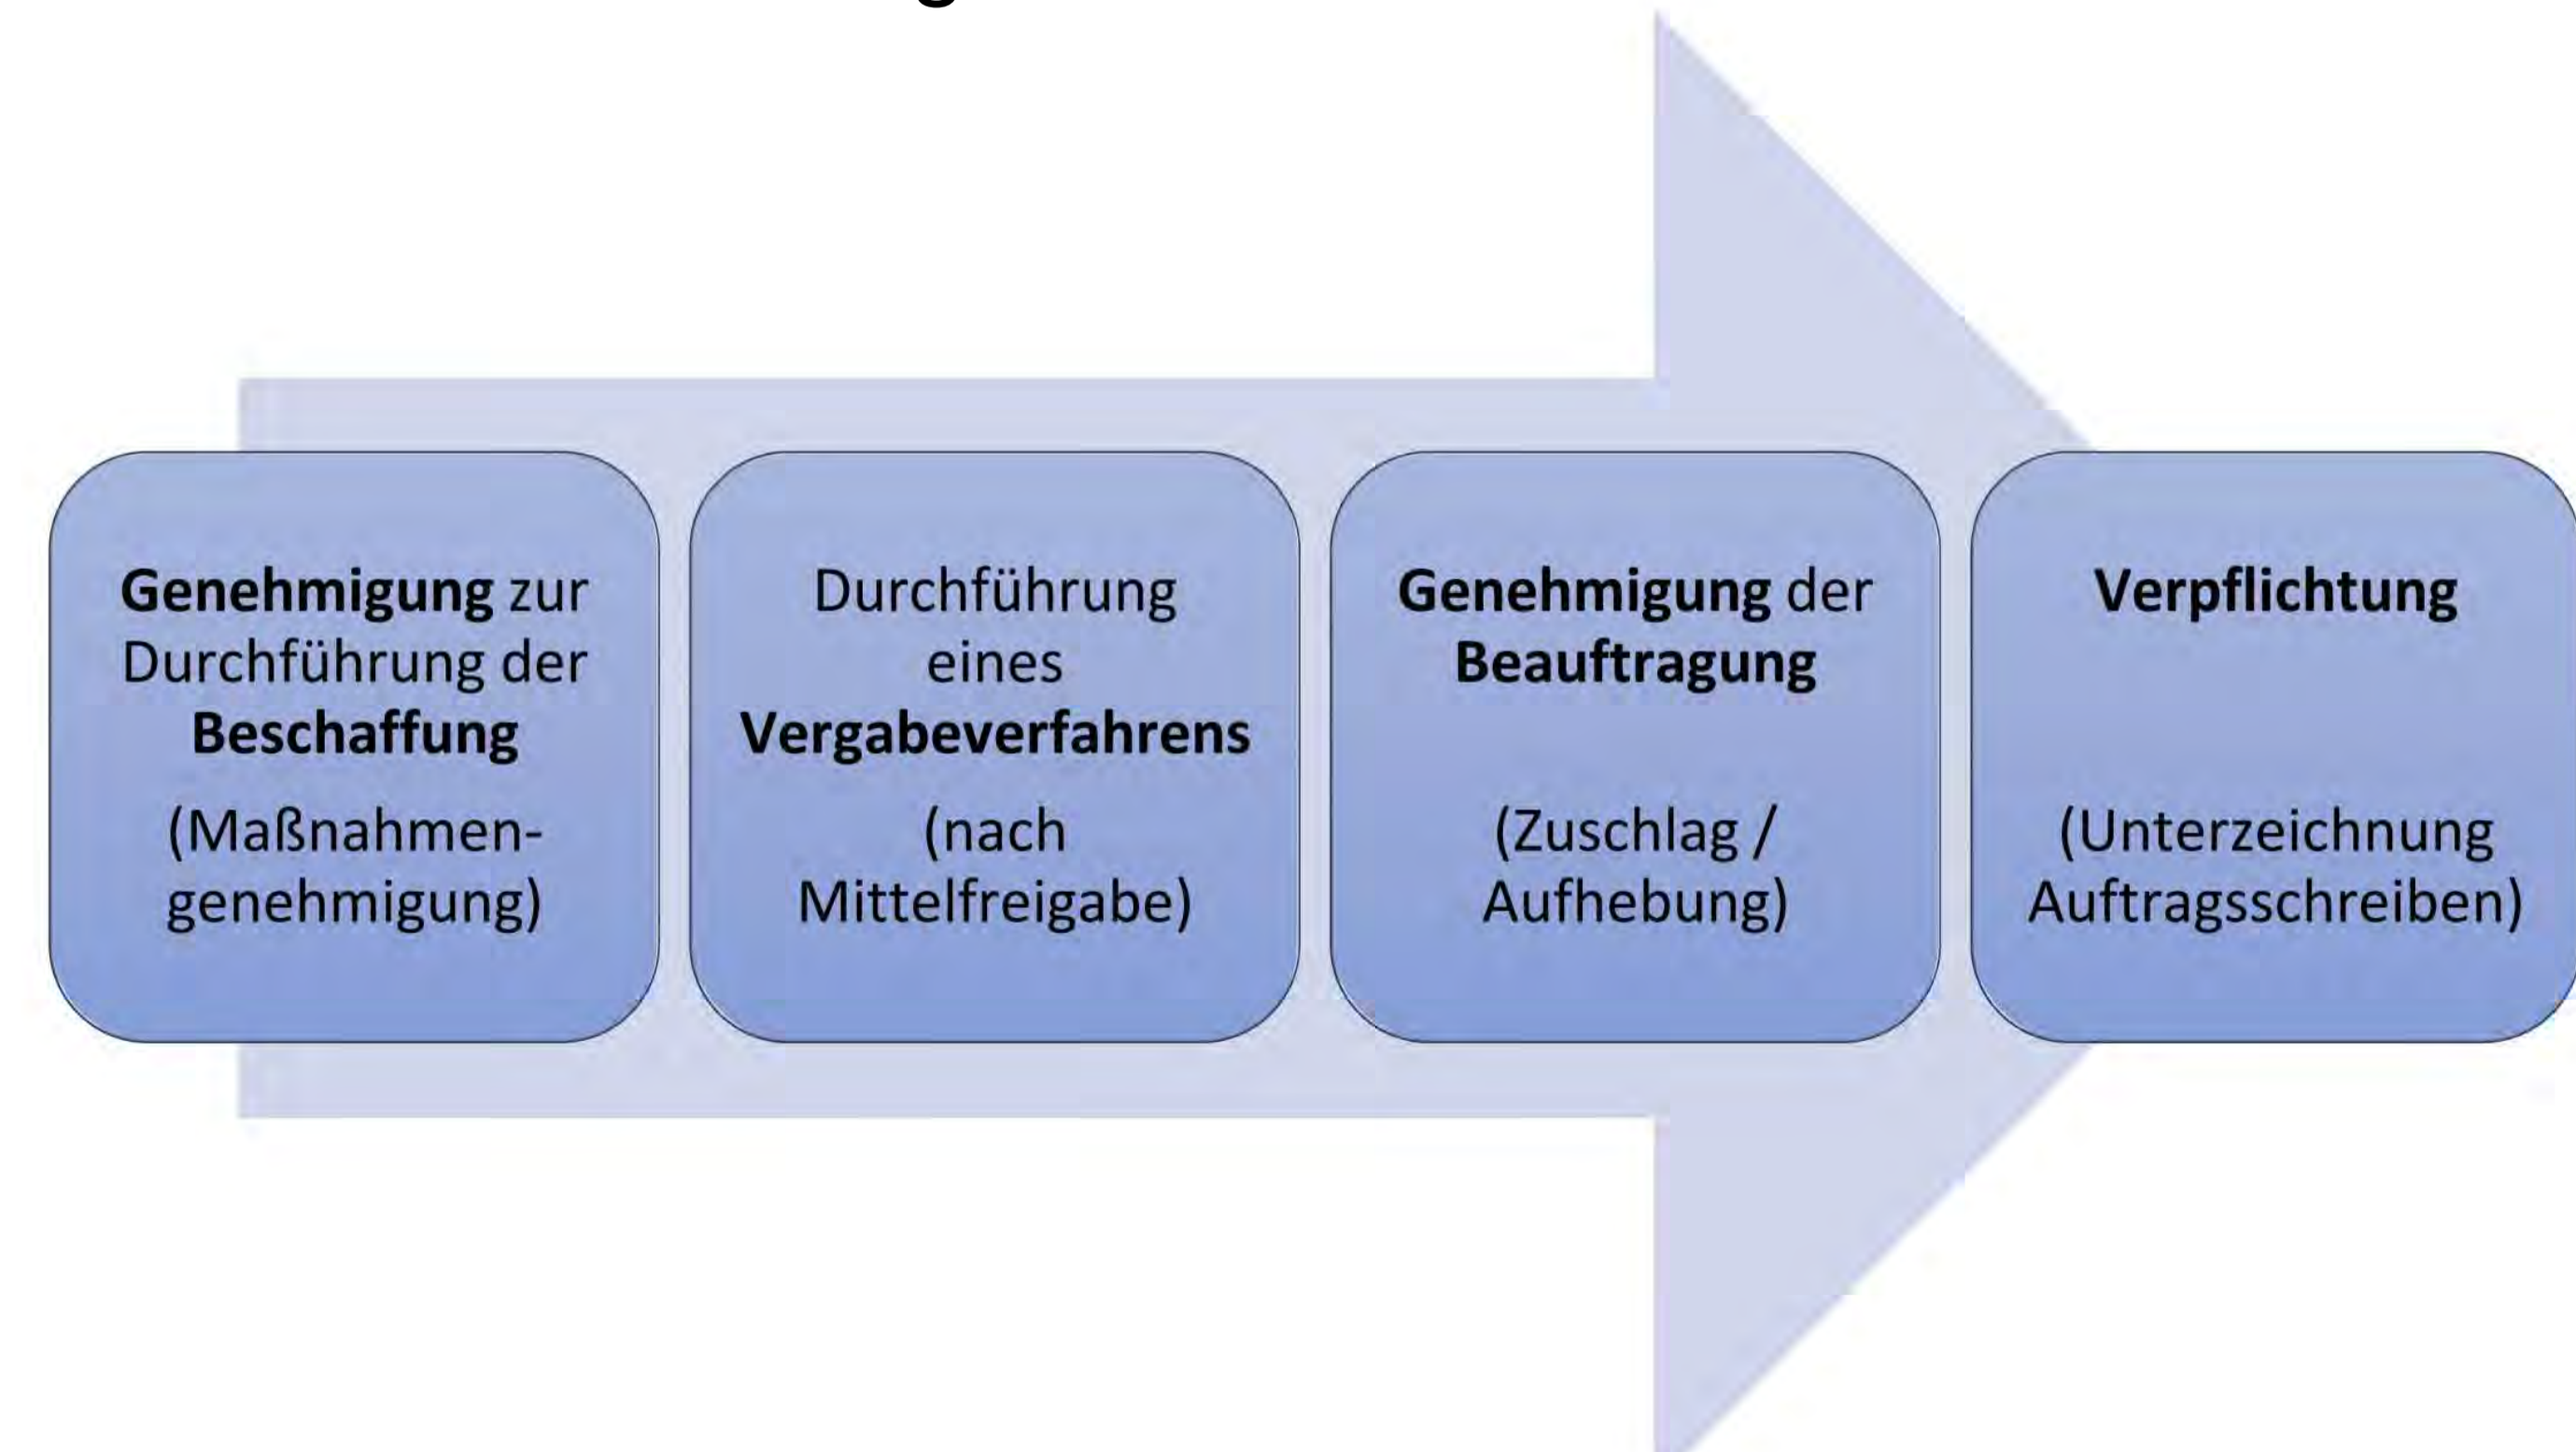 Genehmigung zur
Durchführung der
Beschaffung
(Maßnahmen-
genehmigung)
Durchführung
eines
Vergabeverfahrens
(nach
Mittelfreigabe)
Genehmigung der
Beauftragung
(Zuschlag /
Aufhebung)
Verpflichtung
(Unterzeichnung
Auftragsschreiben)